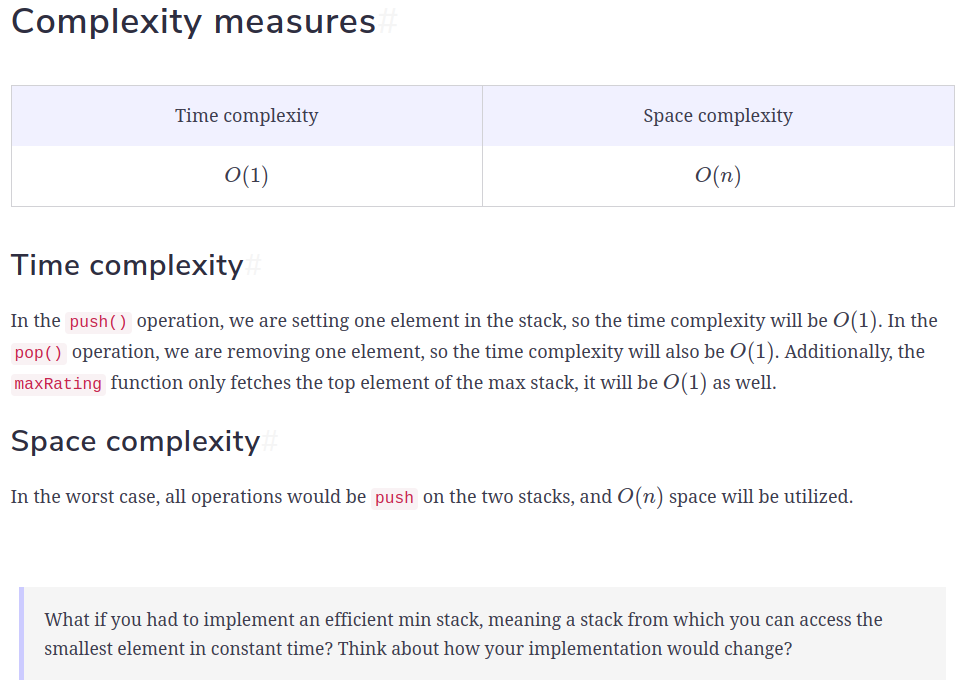 Complexity measures#
Time complexity
Space complexity
O(1)
O(n)
Time complexity#
In the push() operation, we are setting one element in the stack, so the time complexity will be O(1). In the
pop() operation, we are removing one element, so the time complexity will also be O(1). Additionally, the
maxRating function only fetches the top element of the max stack, it will be O(1) as well.
Space complexity#
In the worst case, all operations would be push on the two stacks, and O(n) space will be utilized.
What if you had to implement an efficient min stack, meaning a stack from which you can access the
smallest element in constant time? Think about how your implementation would change?